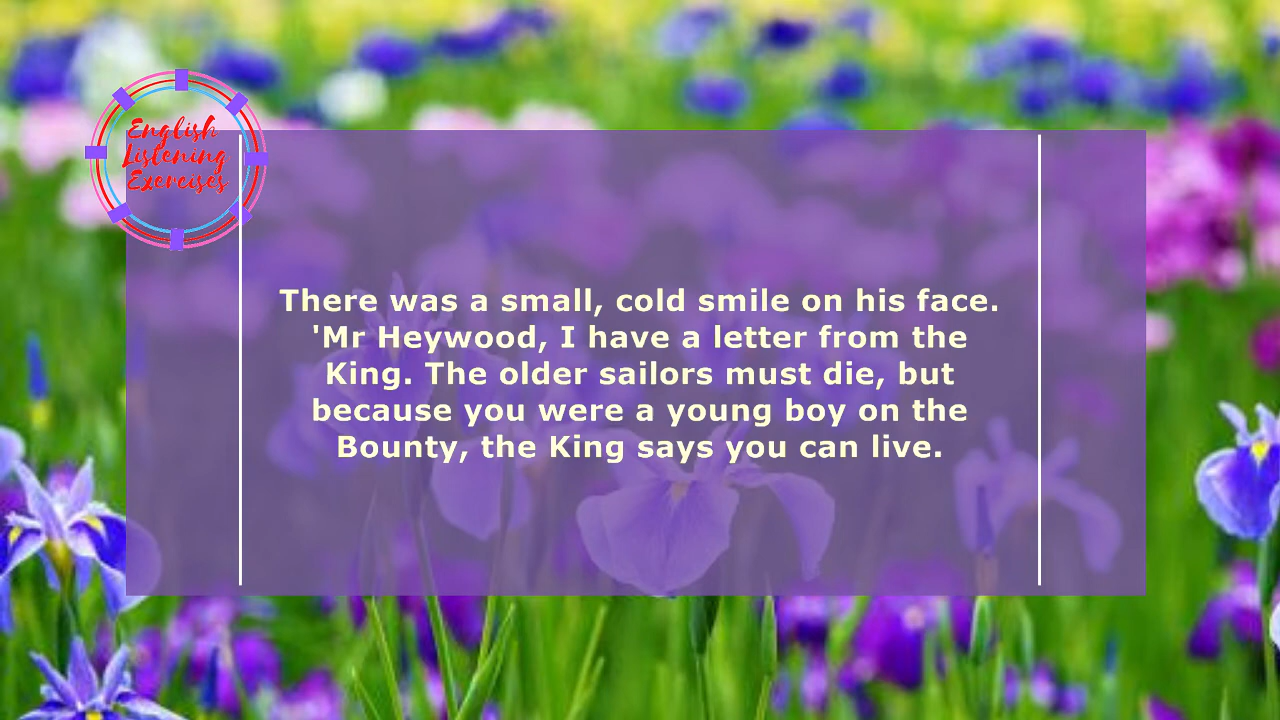 English
Listening
Exercises
There was a small, cold smile on his face.
'Mr Heywood, I have a letter from the
King. The older sailors must die, but
because you were a young boy on the
Bounty, the King says you can live.